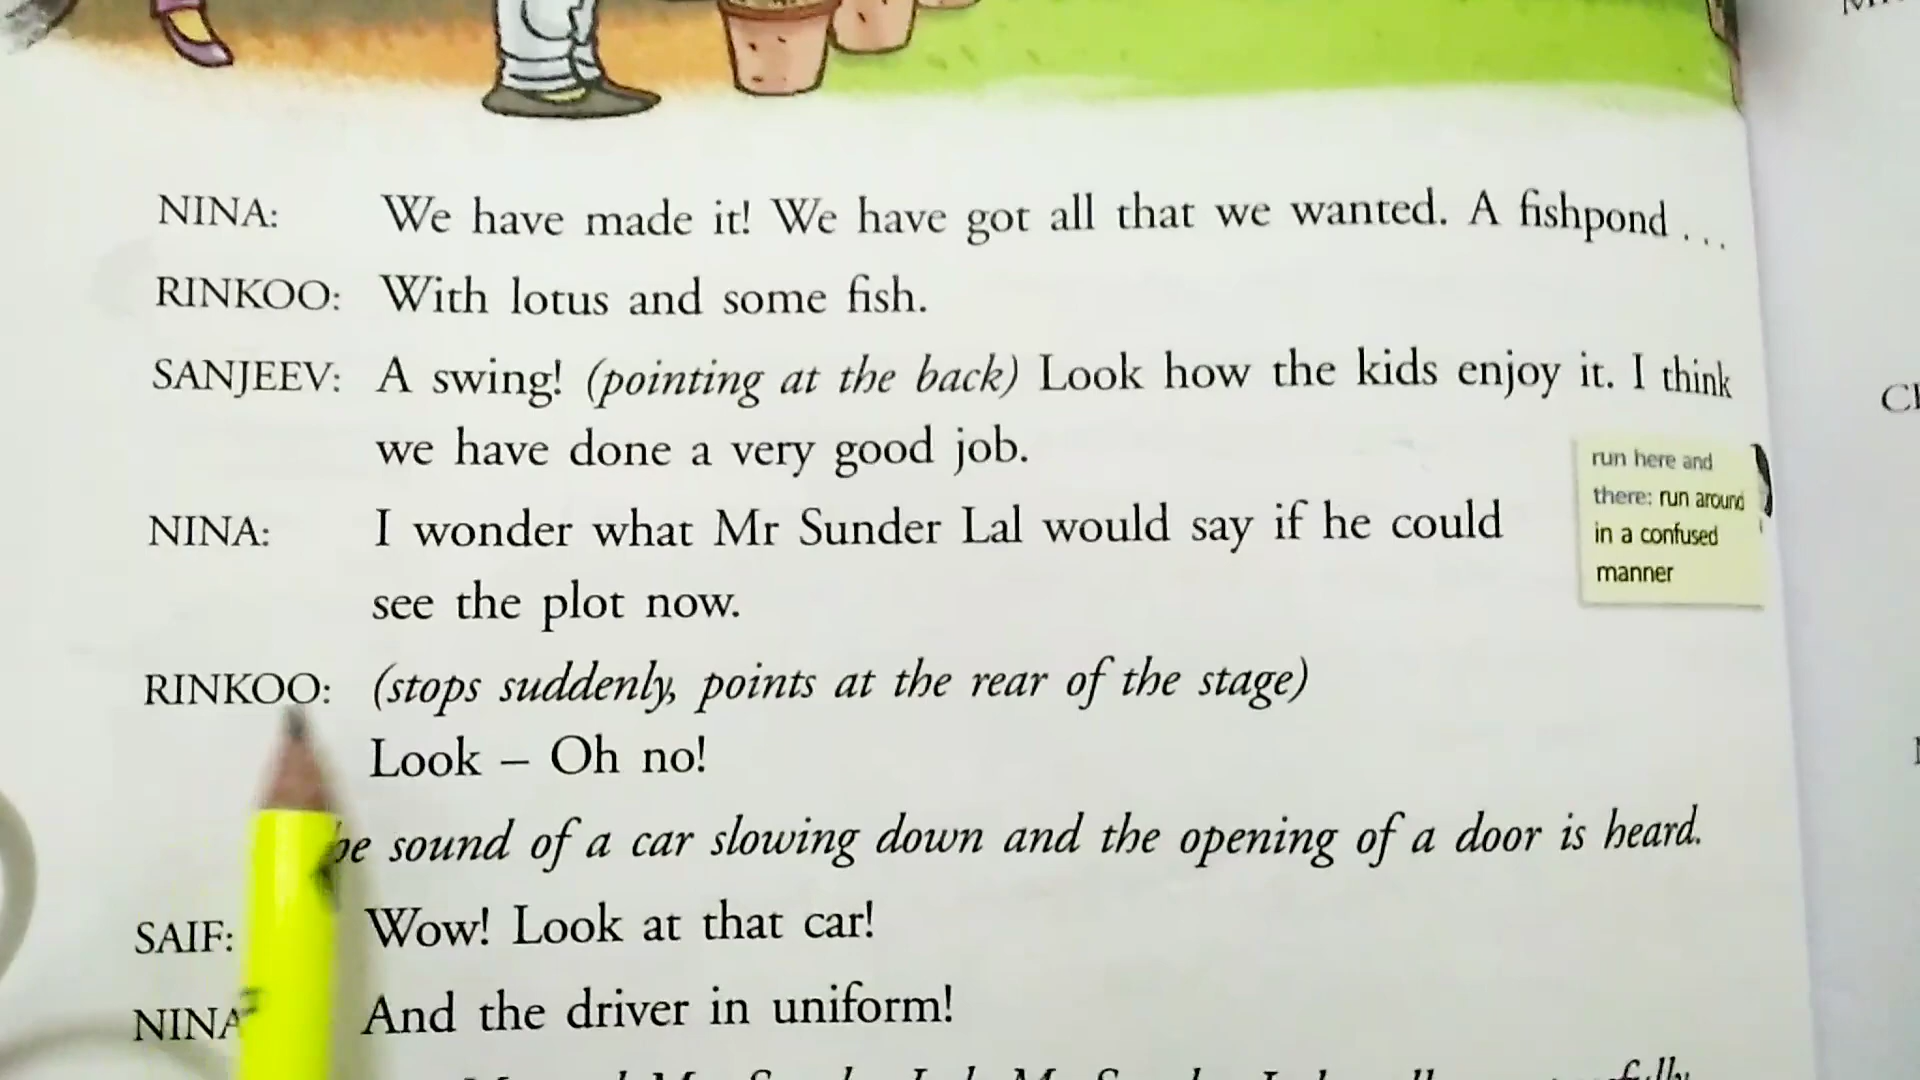 NINA: We have made it! We have got all that we wanted. A fishpond ...
RINKOO: With lotus and some fish.
SANJEEV: A swing! (pointing at the back) Look how the kids enjoy it. I think
we have done a very good job.
run here and
there: run around
in a confused
manner
NINA: I wonder what Mr Sunder Lal would say if he could
see the plot now.
RINKOO: (stops suddenly, points at the rear of the stage)
Look – Oh no!
sound of a car slowing down and the opening of a door is heard.
SAIF: Wow! Look at that car!
NINA And the driver in uniform!